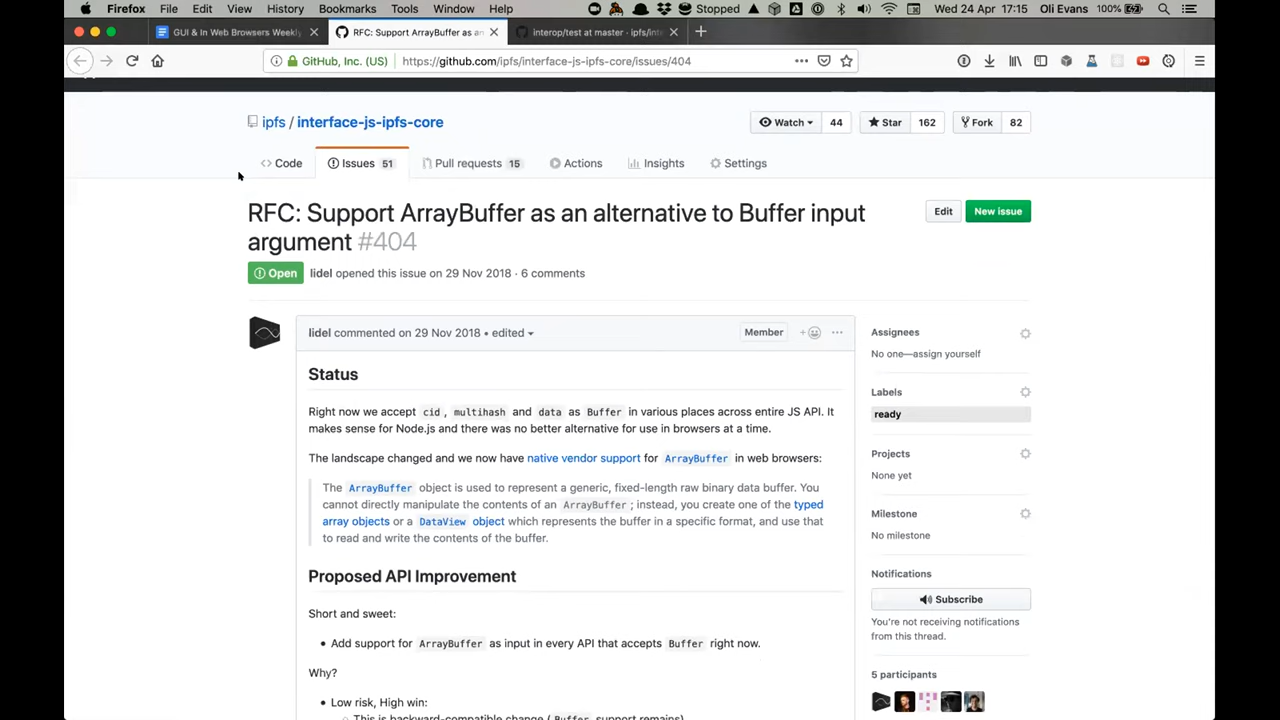 Firefox File Edit View History Bookmarks Tools Window Help Stopped Wed 24 Apr 17:15 Oli Evans 100%
GUI & In Web Browsers Weekly RFC: Support ArrayBuffer as an interop/test at master · ipfs/inte
GitHub, Inc. (US) https://github.com/ipfs/interface-js-ipfs-core/issues/404
ipfs / interface-js-ipfs-core Watch 44 Star 162 Fork 82
Code Issues 51 Pull requests 15 Actions Insights Settings
RFC: Support ArrayBuffer as an alternative to Buffer input
argument #404
Edit New issue
Open lidel opened this issue on 29 Nov 2018 · 6 comments
lidel commented on 29 Nov 2018 • edited Member
Status
Right now we accept cid, multihash and data as Buffer in various places across entire JS API. It
makes sense for Node.js and there was no better alternative for use in browsers at a time.
The landscape changed and we now have native vendor support for ArrayBuffer in web browsers:
The ArrayBuffer object is used to represent a generic, fixed-length raw binary data buffer. You
cannot directly manipulate the contents of an ArrayBuffer; instead, you create one of the typed
array objects or a DataView object which represents the buffer in a specific format, and use that
to read and write the contents of the buffer.
Proposed API Improvement
Short and sweet:
• Add support for ArrayBuffer as input in every API that accepts Buffer right now.
Why?
• Low risk, High win:
This is backward-compatible change (Buffer support remains)
Assignees
No one—assign yourself
Labels
ready
Projects
None yet
Milestone
No milestone
Notifications
Subscribe
You're not receiving notifications
from this thread.
5 participants